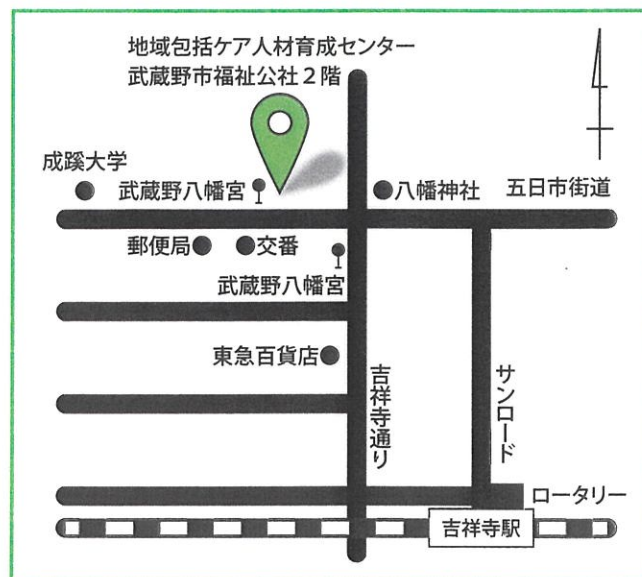 地域包括ケア人材育成センター
武蔵野市福祉公社2階
成蹊大学
武蔵野八幡宮
八幡神社
五日市街道
郵便局
交番
武蔵野八幡宮
東急百貨店
吉祥寺通り
サンロード
ロータリー
吉祥寺駅